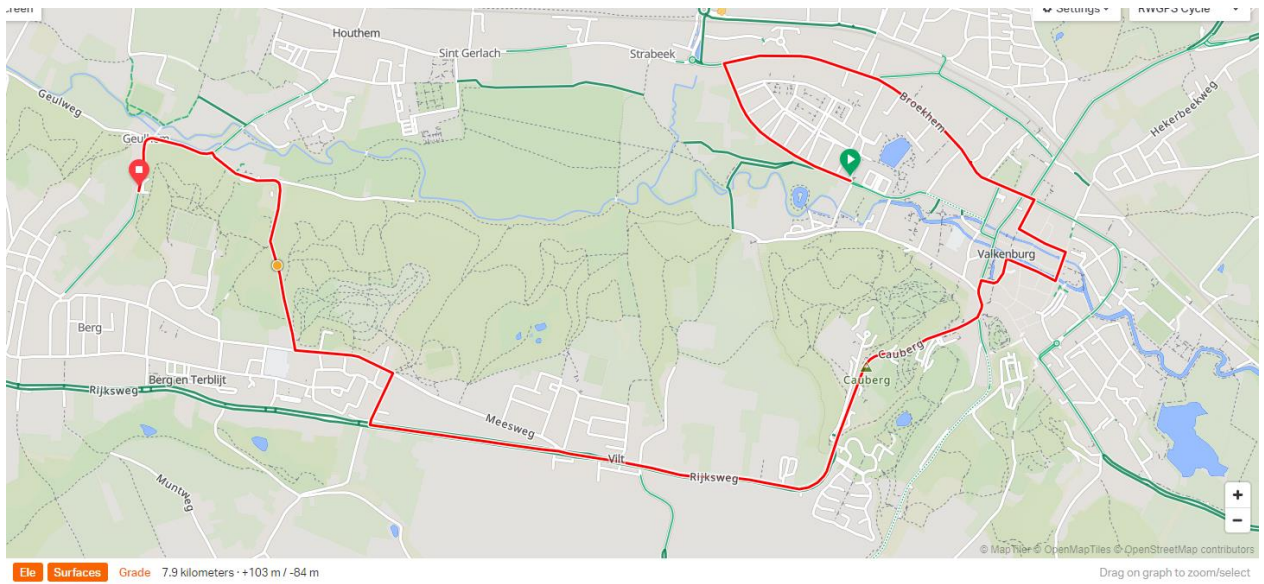 Settings
RWGPS Cycle
Houthem
Sint Gerlach
Strabeek
Geulweg
Broekhem
Hekerbeekweg
Valkenburg
Berg
Cauberg
Cauberg
Berg en Terblijt
Rijksweg
Meesweg
Vilt
Rijksweg
Muntweg
+
−
© MapTiler © OpenMapTiles © OpenStreetMap contributors
Ele Surfaces Grade 7.9 kilometers · +103 m / -84 m
Drag on graph to zoom/select